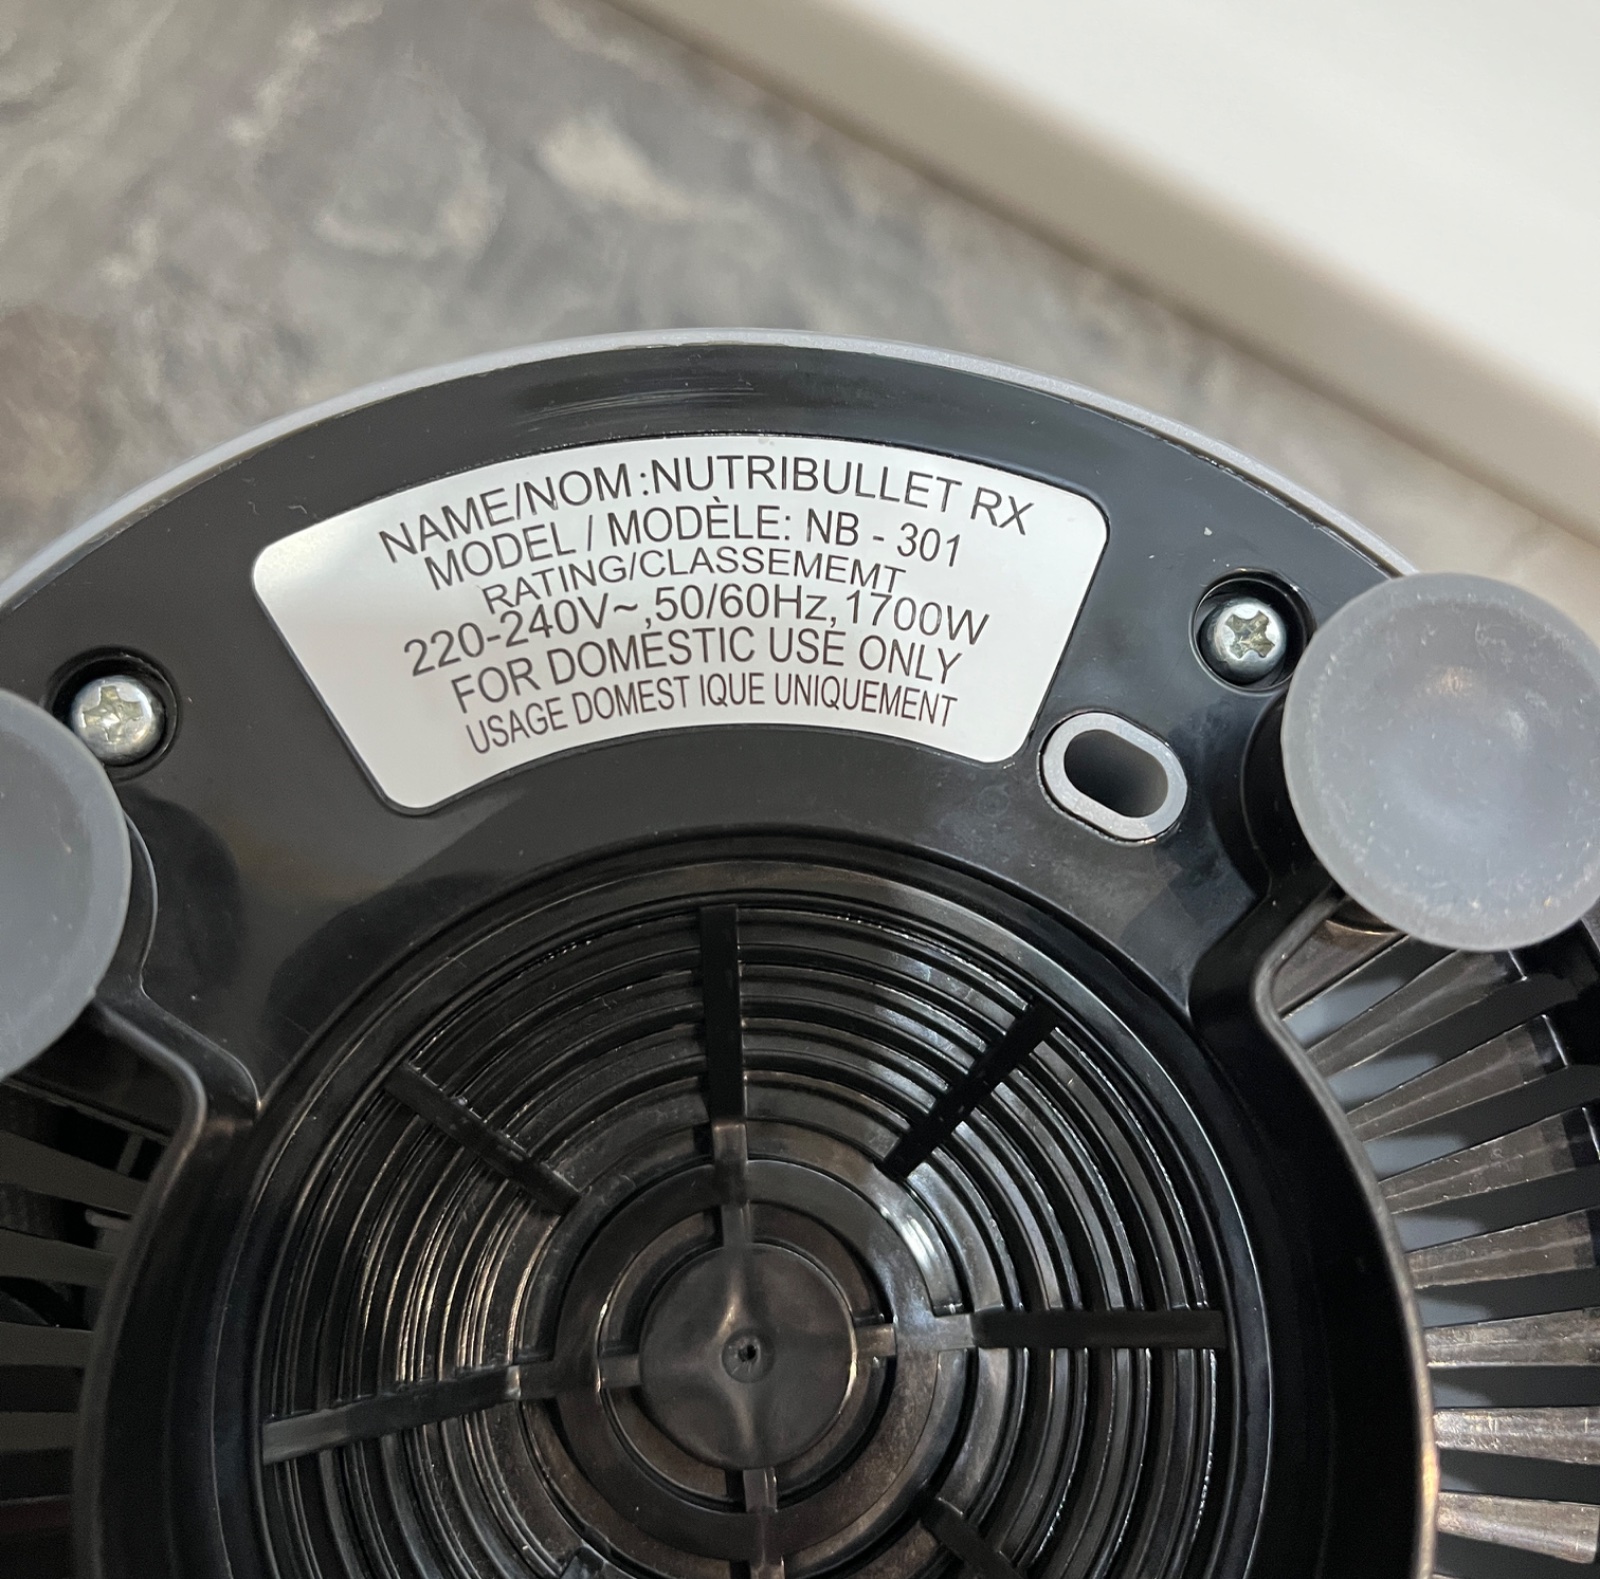 NAME/NOM:NUTRIBULLET RX
MODEL / MODÈLE: NB - 301
RATING/CLASSEMEMT
220-240V~,50/60Hz,1700W
FOR DOMESTIC USE ONLY
USAGE DOMEST IQUE UNIQUEMENT